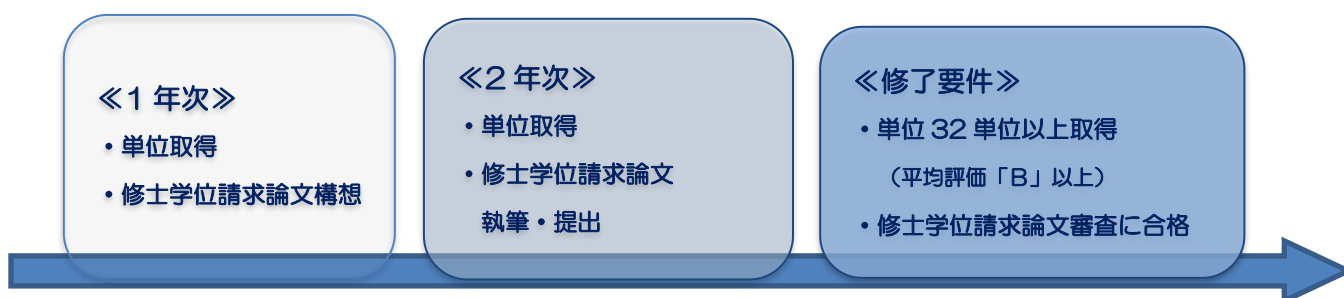 ≪1 年次≫
・単位取得
・修士学位請求論文構想
≪2 年次≫
・単位取得
・修士学位請求論文
執筆・提出
≪修了要件≫
・単位 32 単位以上取得
（平均評価「B」以上）
・修士学位請求論文審査に合格